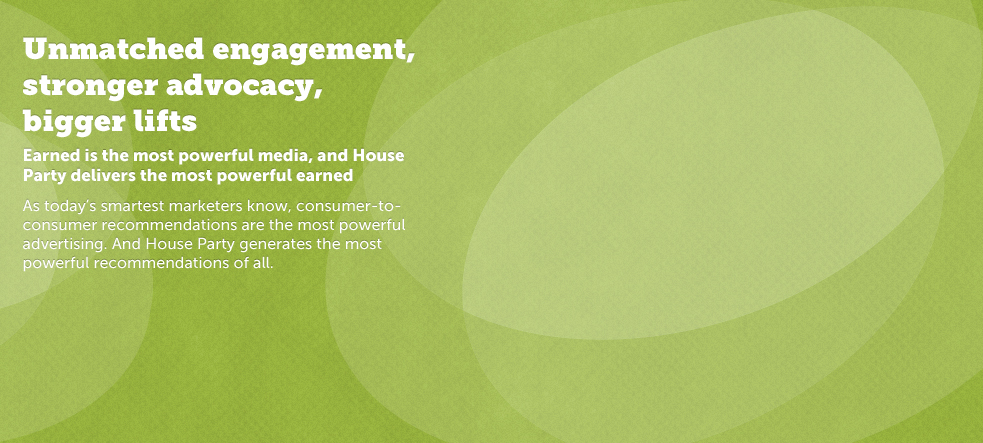 Unmatched engagement,
stronger advocacy,
bigger lifts
Earned is the most powerful media, and House
Party delivers the most powerful earned
As today's smartest marketers know, consumer-to-
consumer recommendations are the most powerful
advertising. And House Party generates the most
powerful recommendations of all.